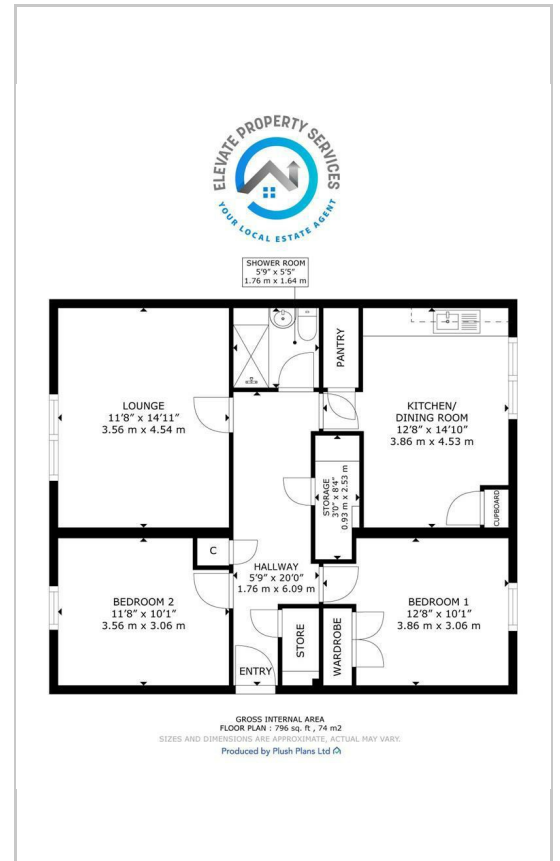 ELEVATE PROPERTY SERVICES
YOUR LOCAL ESTATE AGENT
SHOWER ROOM
5'9" x 5'5"
1.76 m x 1.64 m
PANTRY
LOUNGE
11'8" x 14'11"
3.56 m x 4.54 m
KITCHEN/
DINING ROOM
12'8" x 14'10"
3.86 m x 4.53 m
STORAGE
3'0" x 8'4"
0.93 m x 2.53 m
CUPBOARD
C
HALLWAY
5'9" x 20'0"
1.76 m x 6.09 m
BEDROOM 2
11'8" x 10'1"
3.56 m x 3.06 m
BEDROOM 1
12'8" x 10'1"
3.86 m x 3.06 m
STORE
WARDROBE
ENTRY
GROSS INTERNAL AREA
FLOOR PLAN : 796 sq. ft , 74 m2
SIZES AND DIMENSIONS ARE APPROXIMATE, ACTUAL MAY VARY.
Produced by Plush Plans Ltd